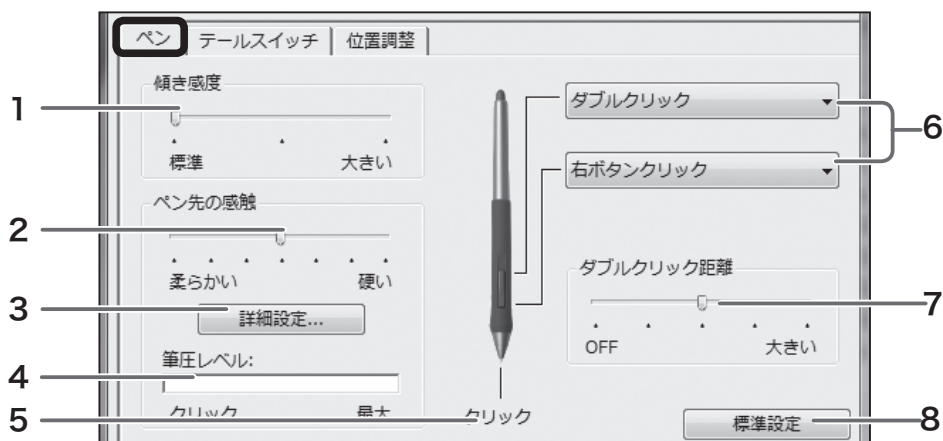 ペン テールスイッチ 位置調整
傾き感度
1
標準 大きい
ペン先の感触
2
柔らかい 硬い
3 詳細設定...
筆圧レベル:
4
クリック 最大
5 クリック
ダブルクリック
6
右ボタンクリック
ダブルクリック距離
7
OFF 大きい
標準設定 8